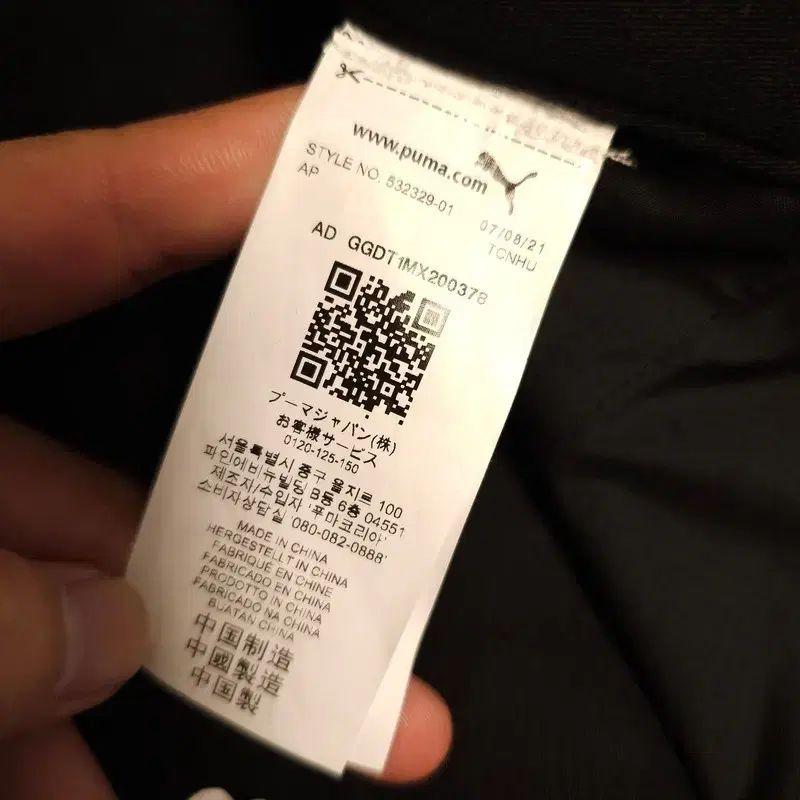 www.puma.com
STYLE NO. 532329-01
AP
07/08/21
TCNHU
AD GGDT1MX200378
プーマジャパン(株)
お客様サービス
0120-125-150
서울특별시 중구 을지로 100
파인에비뉴빌딩 B동 6층 04551
제조자/수입자 '푸마코리아'
소비자상담실 080-082-0888'
MADE IN CHINA
HERGESTELLT IN CHINA
FABRIQUÉ EN CHINE
FABRICADO EN CHINA
PRODOTTO IN CHINA
FABRICADO NA CHINA
BUATAN CHINA
中国制造
中國製造
中国製